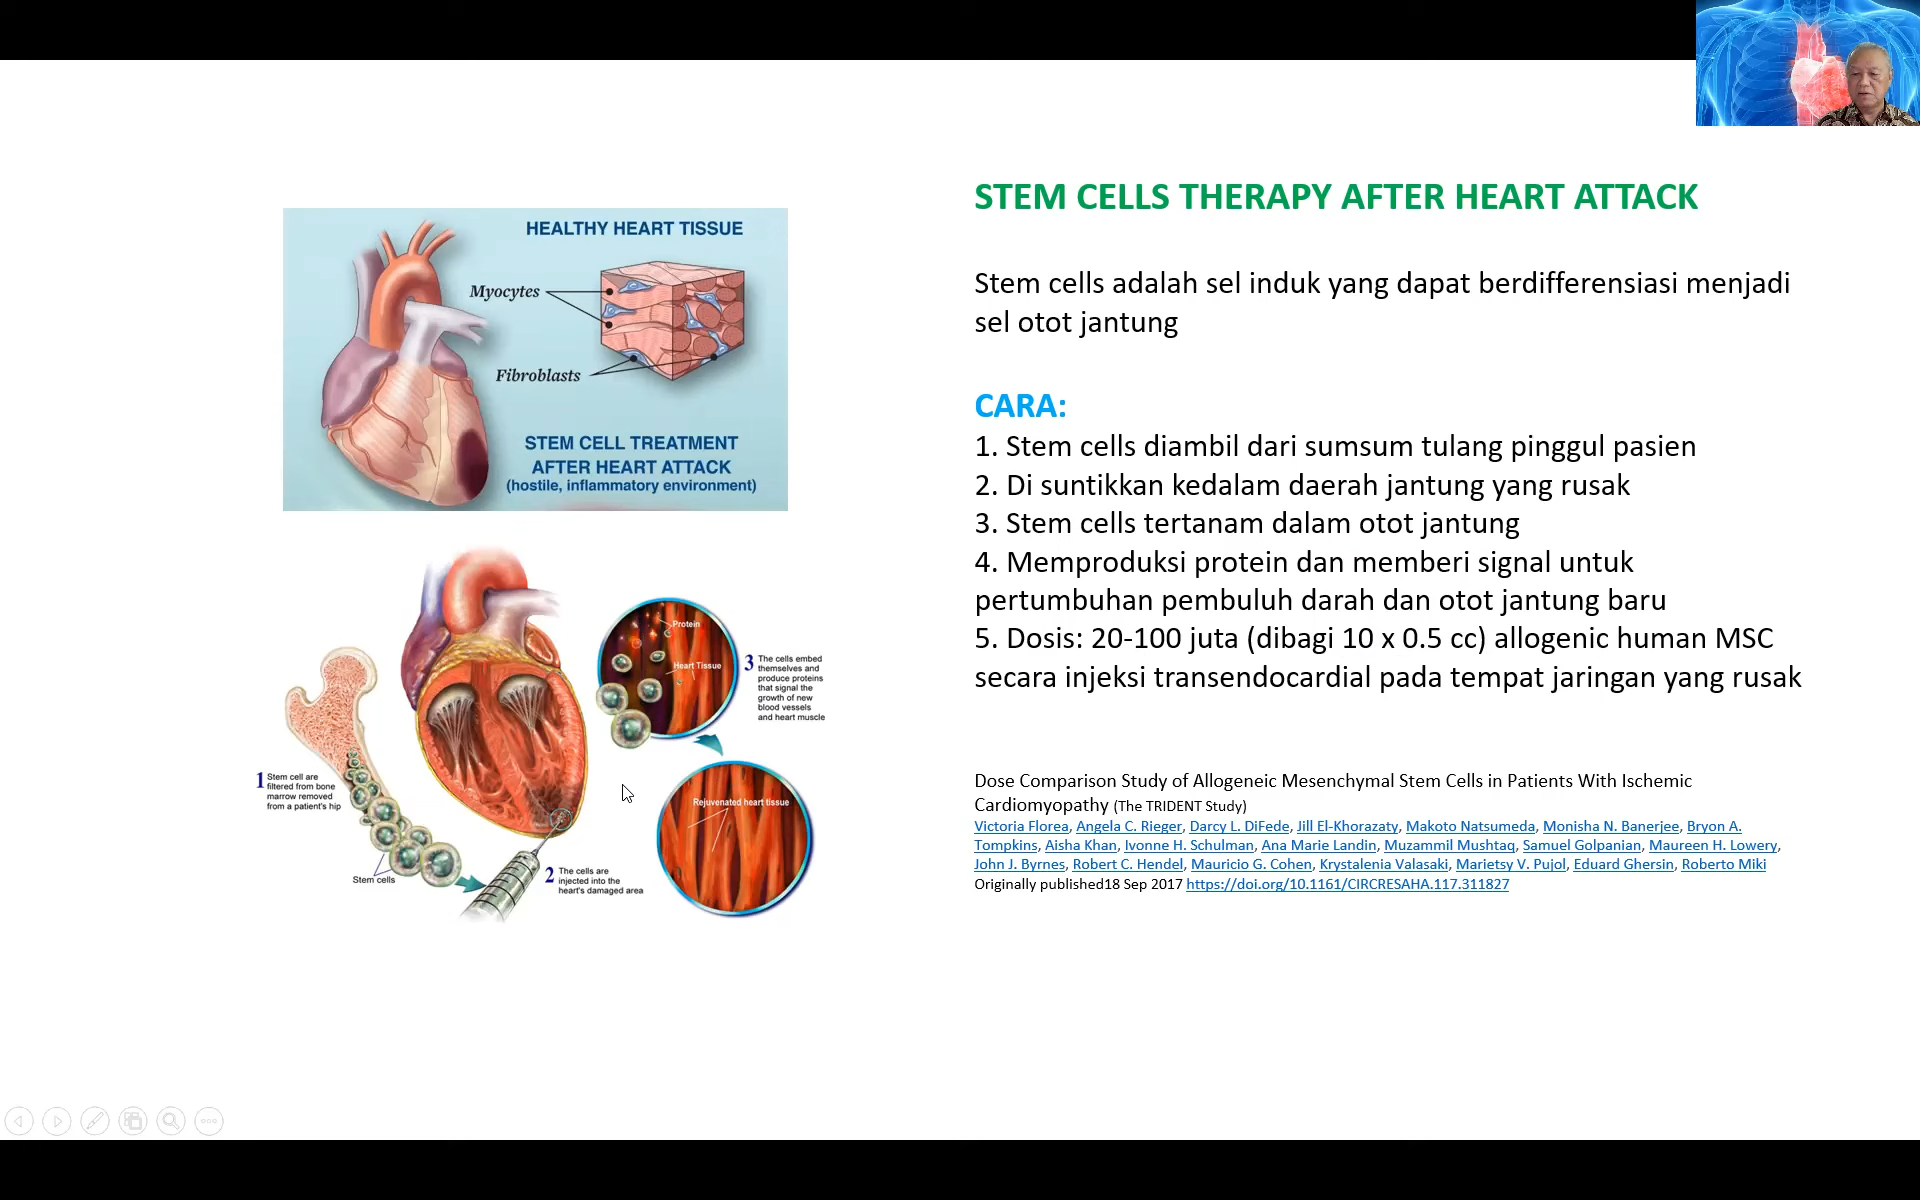 HEALTHY HEART TISSUE
Myocytes
Fibroblasts
STEM CELL TREATMENT
AFTER HEART ATTACK
(hostile, inflammatory environment)
Protein
Heart Tissue
3 The cells embed
themselves and
produce proteins
that signal the
growth of new
blood vessels
and heart muscle
1 Stem cell are
filtered from bone
marrow removed
from a patient's hip
Rejuvenated heart tissue
Stem cells
2 The cells are
injected into the
heart's damaged area
STEM CELLS THERAPY AFTER HEART ATTACK
Stem cells adalah sel induk yang dapat berdifferensiasi menjadi
sel otot jantung
CARA:
1. Stem cells diambil dari sumsum tulang pinggul pasien
2. Di suntikkan kedalam daerah jantung yang rusak
3. Stem cells tertanam dalam otot jantung
4. Memproduksi protein dan memberi signal untuk
pertumbuhan pembuluh darah dan otot jantung baru
5. Dosis: 20-100 juta (dibagi 10 x 0.5 cc) allogenic human MSC
secara injeksi transendocardial pada tempat jaringan yang rusak
Dose Comparison Study of Allogeneic Mesenchymal Stem Cells in Patients With Ischemic
Cardiomyopathy (The TRIDENT Study)
Victoria Florea, Angela C. Rieger, Darcy L. DiFede, Jill El-Khorazaty, Makoto Natsumeda, Monisha N. Banerjee, Bryon A.
Tompkins, Aisha Khan, Ivonne H. Schulman, Ana Marie Landin, Muzammil Mushtaq, Samuel Golpanian, Maureen H. Lowery,
John J. Byrnes, Robert C. Hendel, Mauricio G. Cohen, Krystalenia Valasaki, Marietsy V. Pujol, Eduard Ghersin, Roberto Miki
Originally published18 Sep 2017 https://doi.org/10.1161/CIRCRESAHA.117.311827